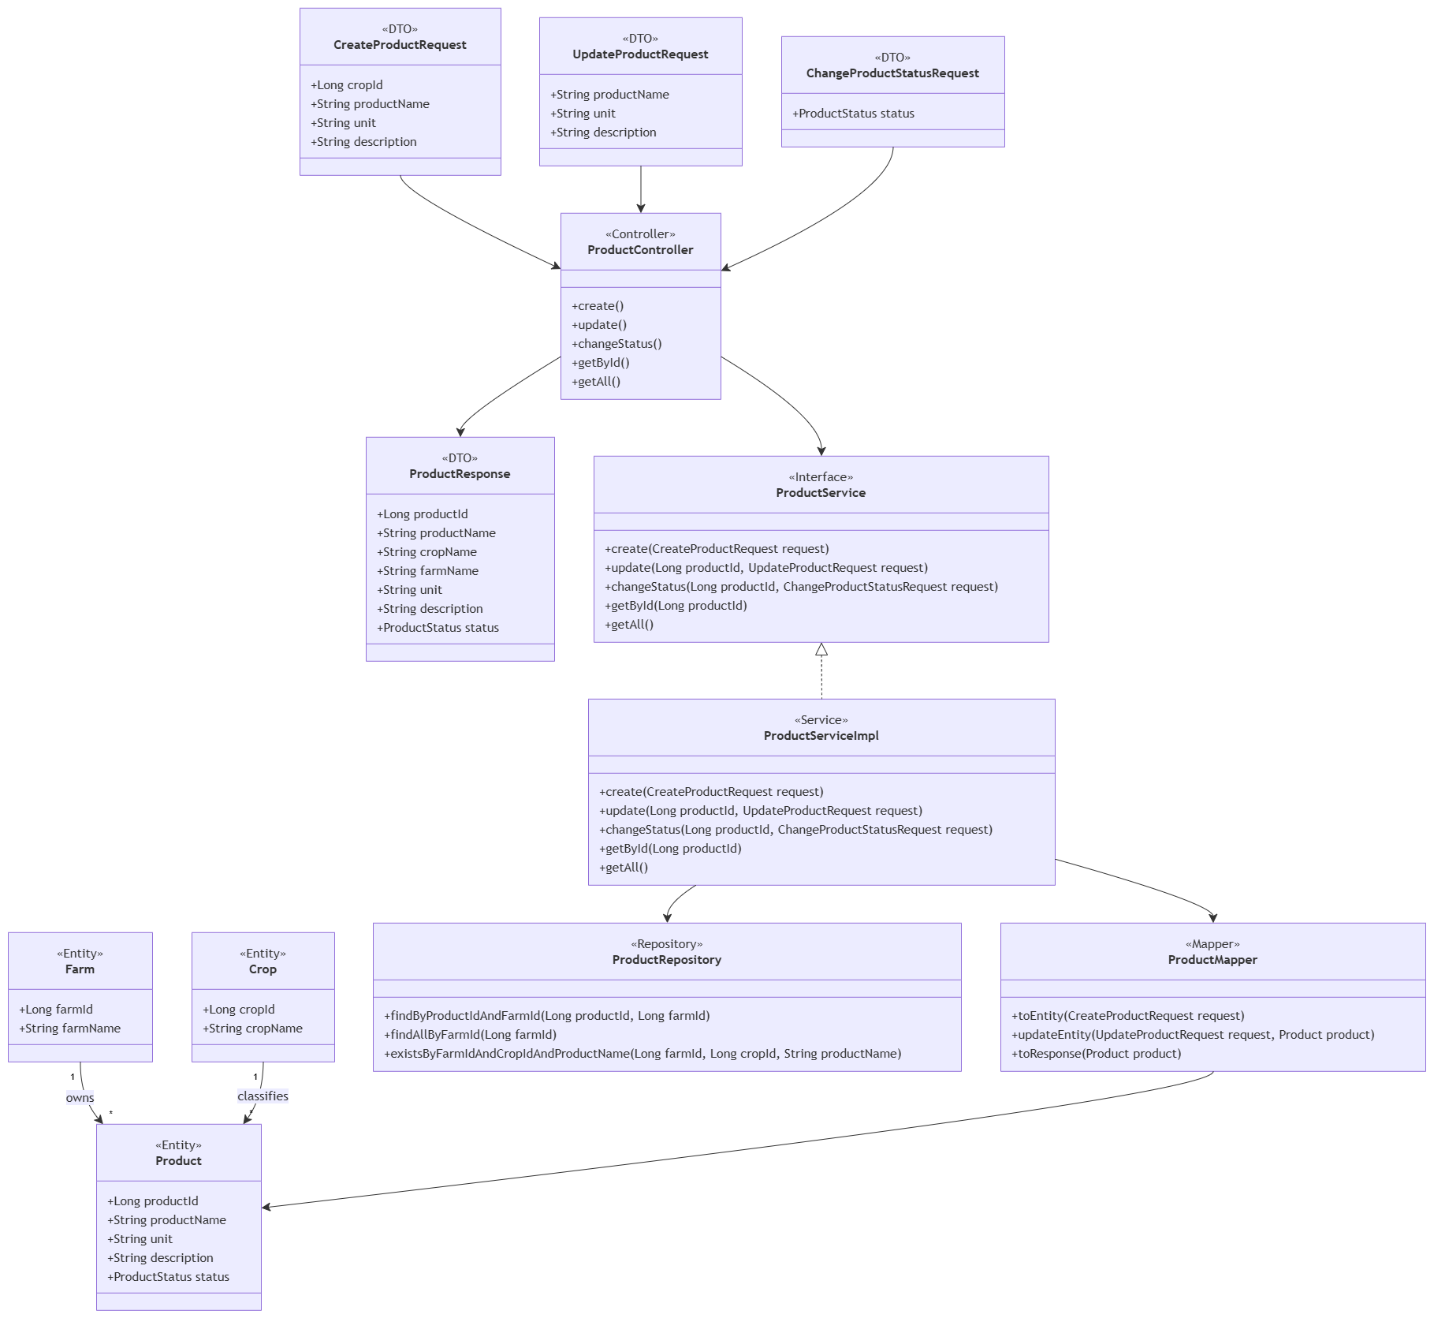 «DTO»
CreateProductRequest
+Long cropId
+String productName
+String unit
+String description
«DTO»
UpdateProductRequest
+String productName
+String unit
+String description
«DTO»
ChangeProductStatusRequest
+ProductStatus status
«Controller»
ProductController
+create()
+update()
+changeStatus()
+getById()
+getAll()
«DTO»
ProductResponse
+Long productId
+String productName
+String cropName
+String farmName
+String unit
+String description
+ProductStatus status
«Interface»
ProductService
+create(CreateProductRequest request)
+update(Long productId, UpdateProductRequest request)
+changeStatus(Long productId, ChangeProductStatusRequest request)
+getById(Long productId)
+getAll()
«Service»
ProductServiceImpl
+create(CreateProductRequest request)
+update(Long productId, UpdateProductRequest request)
+changeStatus(Long productId, ChangeProductStatusRequest request)
+getById(Long productId)
+getAll()
«Entity»
Farm
+Long farmId
+String farmName
«Entity»
Crop
+Long cropId
+String cropName
«Repository»
ProductRepository
+findByProductIdAndFarmId(Long productId, Long farmId)
+findAllByFarmId(Long farmId)
+existsByFarmIdAndCropIdAndProductName(Long farmId, Long cropId, String productName)
«Mapper»
ProductMapper
+toEntity(CreateProductRequest request)
+updateEntity(UpdateProductRequest request, Product product)
+toResponse(Product product)
1
owns
*
1
classifies
*
«Entity»
Product
+Long productId
+String productName
+String unit
+String description
+ProductStatus status